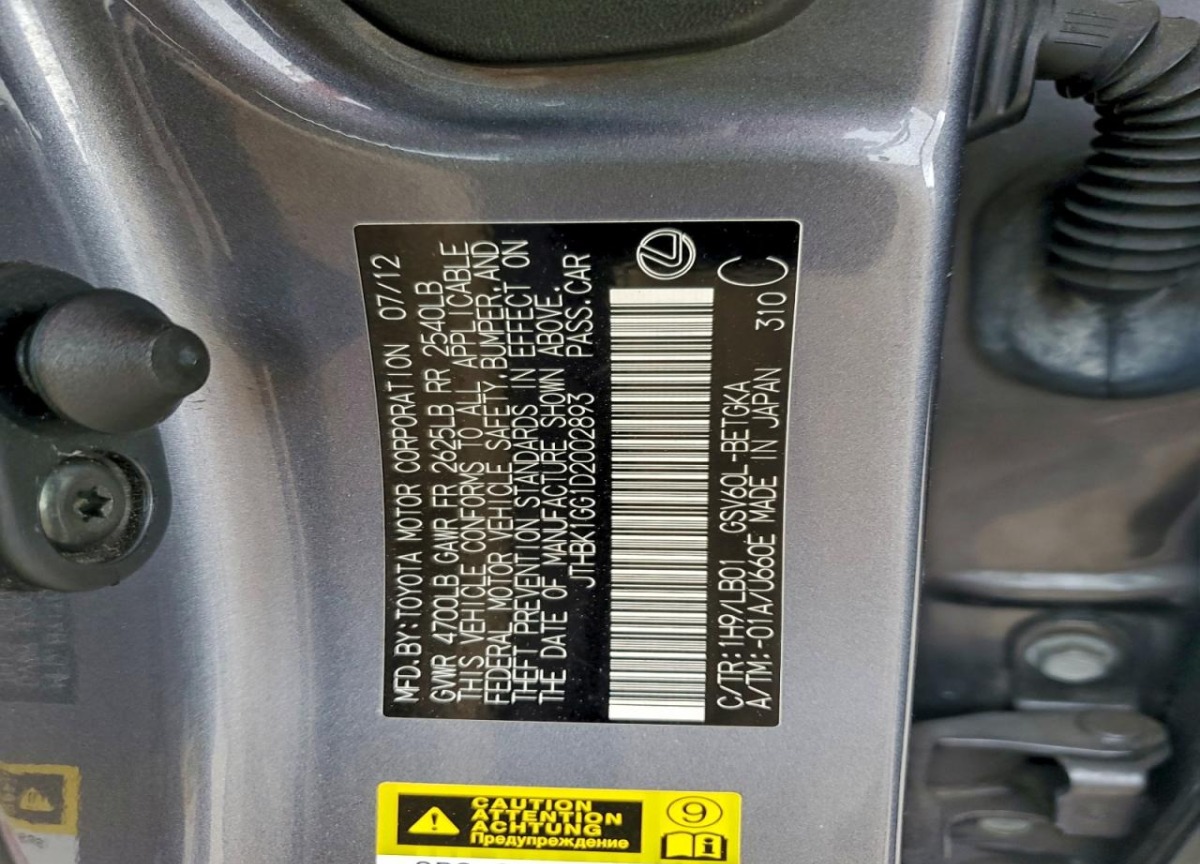 MFD.BY:TOYOTA MOTOR CORPORATION 07/12
GVWR 4700LB GAWR FR 2625LB RR 2540LB
THIS VEHICLE CONFORMS TO ALL APPLICABLE
FEDERAL MOTOR VEHICLE SAFETY, BUMPER, AND
THEFT PREVENTION STANDARDS IN EFFECT ON
THE DATE OF MANUFACTURE SHOWN ABOVE.
JTHBK1GG1D2002893 PASS.CAR
C/TR:1H9/LB01 GSV60L-BETGKA
A/TM:-01A/U660E MADE IN JAPAN 310 C
CAUTION
ATTENTION
ACHTUNG
Предупреждение
9
i